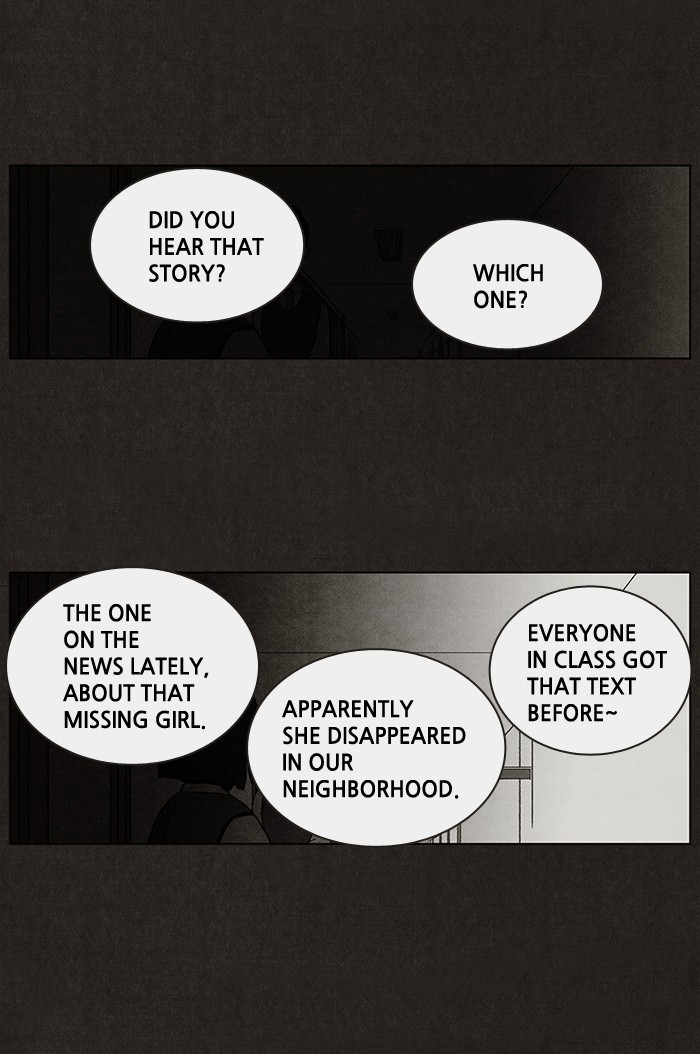 DID YOU
HEAR THAT
STORY?
WHICH
ONE?
THE ONE
ON THE
NEWS LATELY,
ABOUT THAT
MISSING GIRL.
APPARENTLY
SHE DISAPPEARED
IN OUR
NEIGHBORHOOD.
EVERYONE
IN CLASS GOT
THAT TEXT
BEFORE~